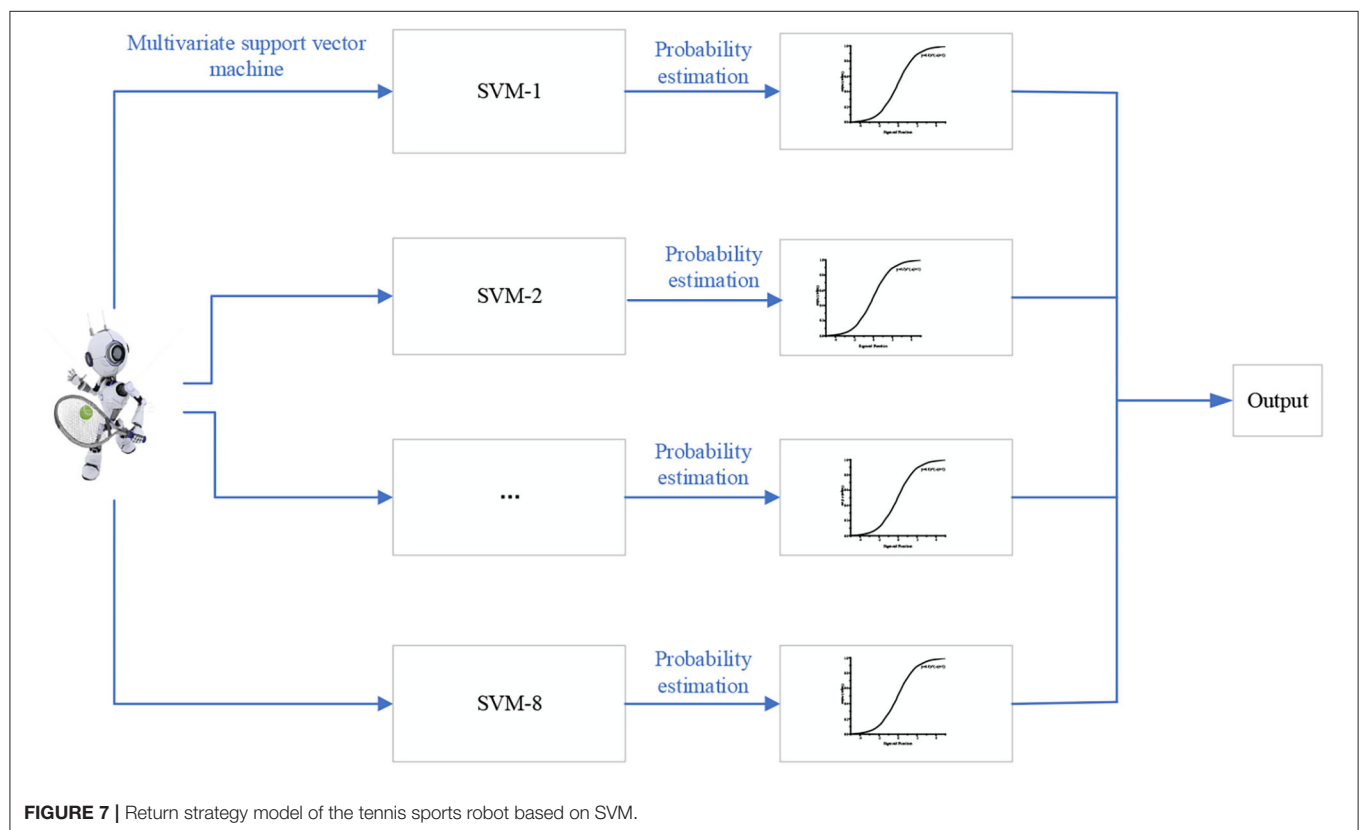 Multivariate support vector
machine
SVM-1
Probability
estimation
SVM-2
Probability
estimation
...
Probability
estimation
SVM-8
Probability
estimation
Output
FIGURE 7 | Return strategy model of the tennis sports robot based on SVM.